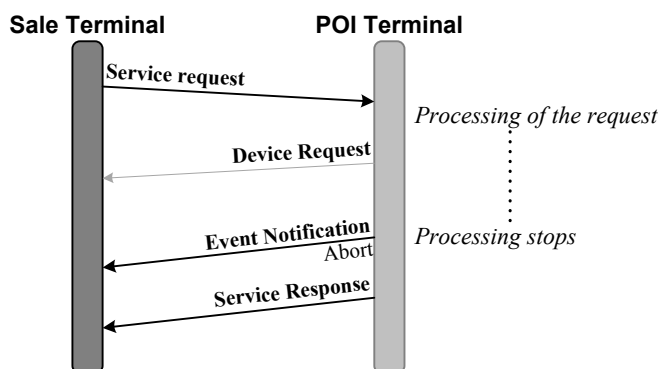 Sale Terminal
POI Terminal
Service request
Processing of the request
Device Request
Event Notification
Processing stops
Abort
Service Response